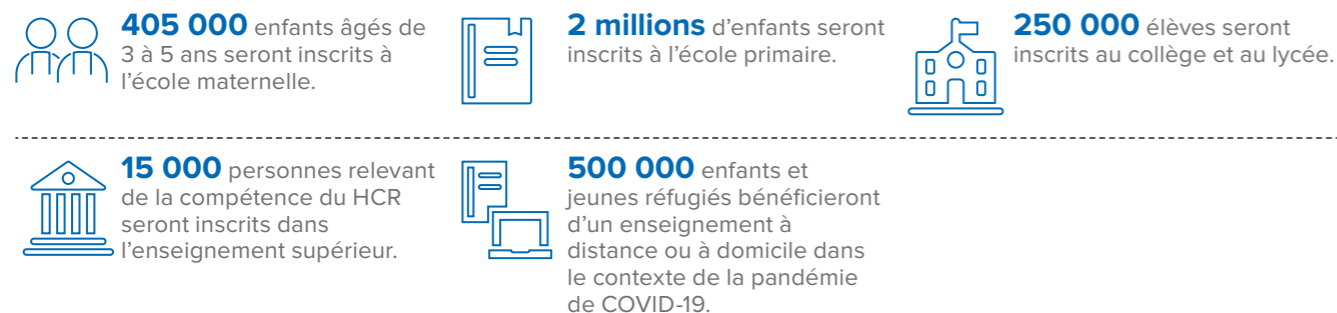 405 000 enfants âgés de
3 à 5 ans seront inscrits à
l’école maternelle.
2 millions d’enfants seront
inscrits à l’école primaire.
250 000 élèves seront
inscrits au collège et au lycée.
15 000 personnes relevant
de la compétence du HCR
seront inscrits dans
l’enseignement supérieur.
500 000 enfants et
jeunes réfugiés bénéficieront
d’un enseignement à
distance ou à domicile dans
le contexte de la pandémie
de COVID-19.